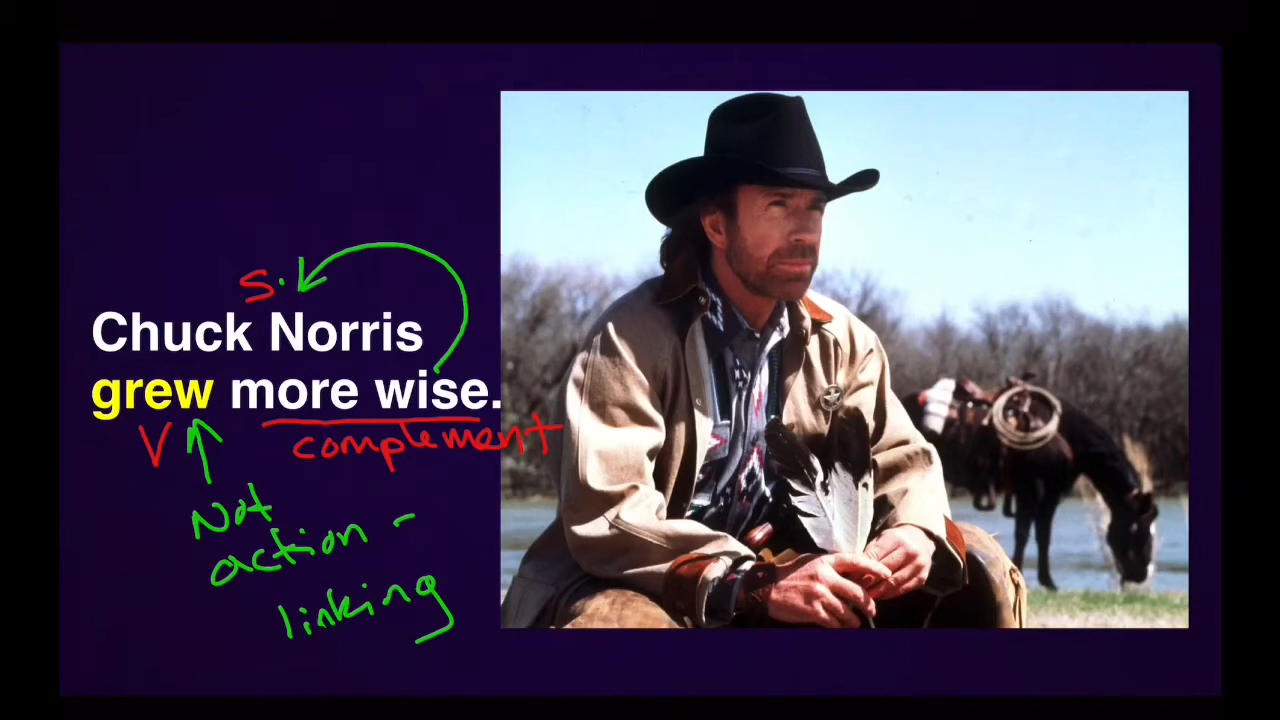 S.
Chuck Norris
grew more wise.
V complement
Not
action -
linking